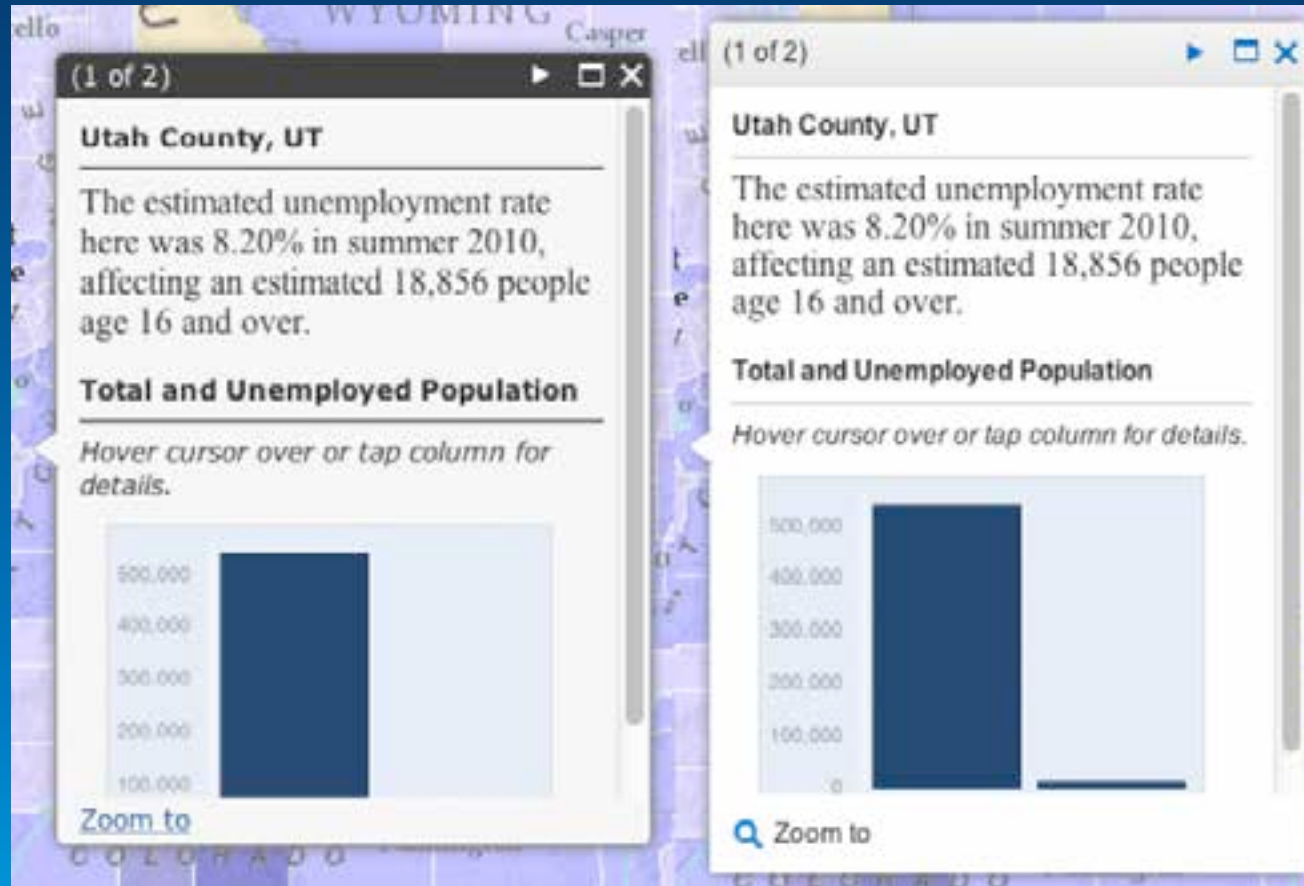 ello
WYOMING
Casper
(1 of 2)
Utah County, UT
The estimated unemployment rate
here was 8.20% in summer 2010,
affecting an estimated 18,856 people
age 16 and over.
Total and Unemployed Population
Hover cursor over or tap column for
details.
500,000
400,000
300,000
200,000
100,000
Zoom to
COLORADO
ell
(1 of 2)
Utah County, UT
The estimated unemployment rate
here was 8.20% in summer 2010,
affecting an estimated 18,856 people
age 16 and over.
Total and Unemployed Population
Hover cursor over or tap column for details.
500,000
400,000
300,000
200,000
100,000
0
Zoom to
COLORADO